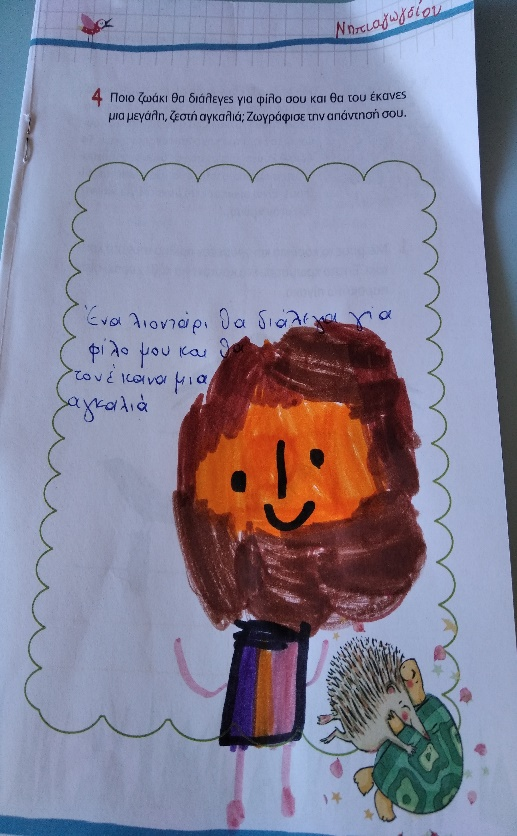 Νηπιαγωγείου
4 Ποιο ζωάκι θα διάλεγες για φίλο σου και θα του έκανες
μια μεγάλη, ζεστή αγκαλιά; Ζωγράφισε την απάντησή σου.
Ένα λιοντάρι θα διάλεγα για
φίλο μου και θα
του έκανα μια
αγκαλιά